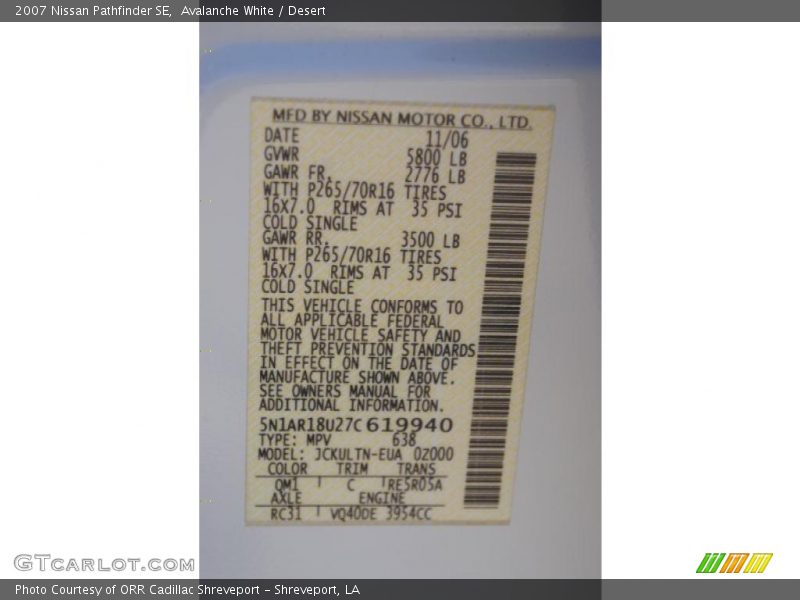 2007 Nissan Pathfinder SE,  Avalanche White / Desert
MFD BY NISSAN MOTOR CO., LTD.
DATE 11/06
GVWR 5800 LB
GAWR FR. 2776 LB
WITH P265/70R16 TIRES
16X7.0 RIMS AT 35 PSI
COLD SINGLE
GAWR RR. 3500 LB
WITH P265/70R16 TIRES
16X7.0 RIMS AT 35 PSI
COLD SINGLE
THIS VEHICLE CONFORMS TO
ALL APPLICABLE FEDERAL
MOTOR VEHICLE SAFETY AND
THEFT PREVENTION STANDARDS
IN EFFECT ON THE DATE OF
MANUFACTURE SHOWN ABOVE.
SEE OWNERS MANUAL FOR
ADDITIONAL INFORMATION.
5N1AR18U27C619940
TYPE: MPV 638
MODEL: JCKULTN-EUA 0Z000
COLOR TRIM TRANS
QM1 C RE5R05A
AXLE ENGINE
RC31 VQ40DE 3954CC
GTCARLOT.COM
Photo Courtesy of ORR Cadillac Shreveport - Shreveport, LA